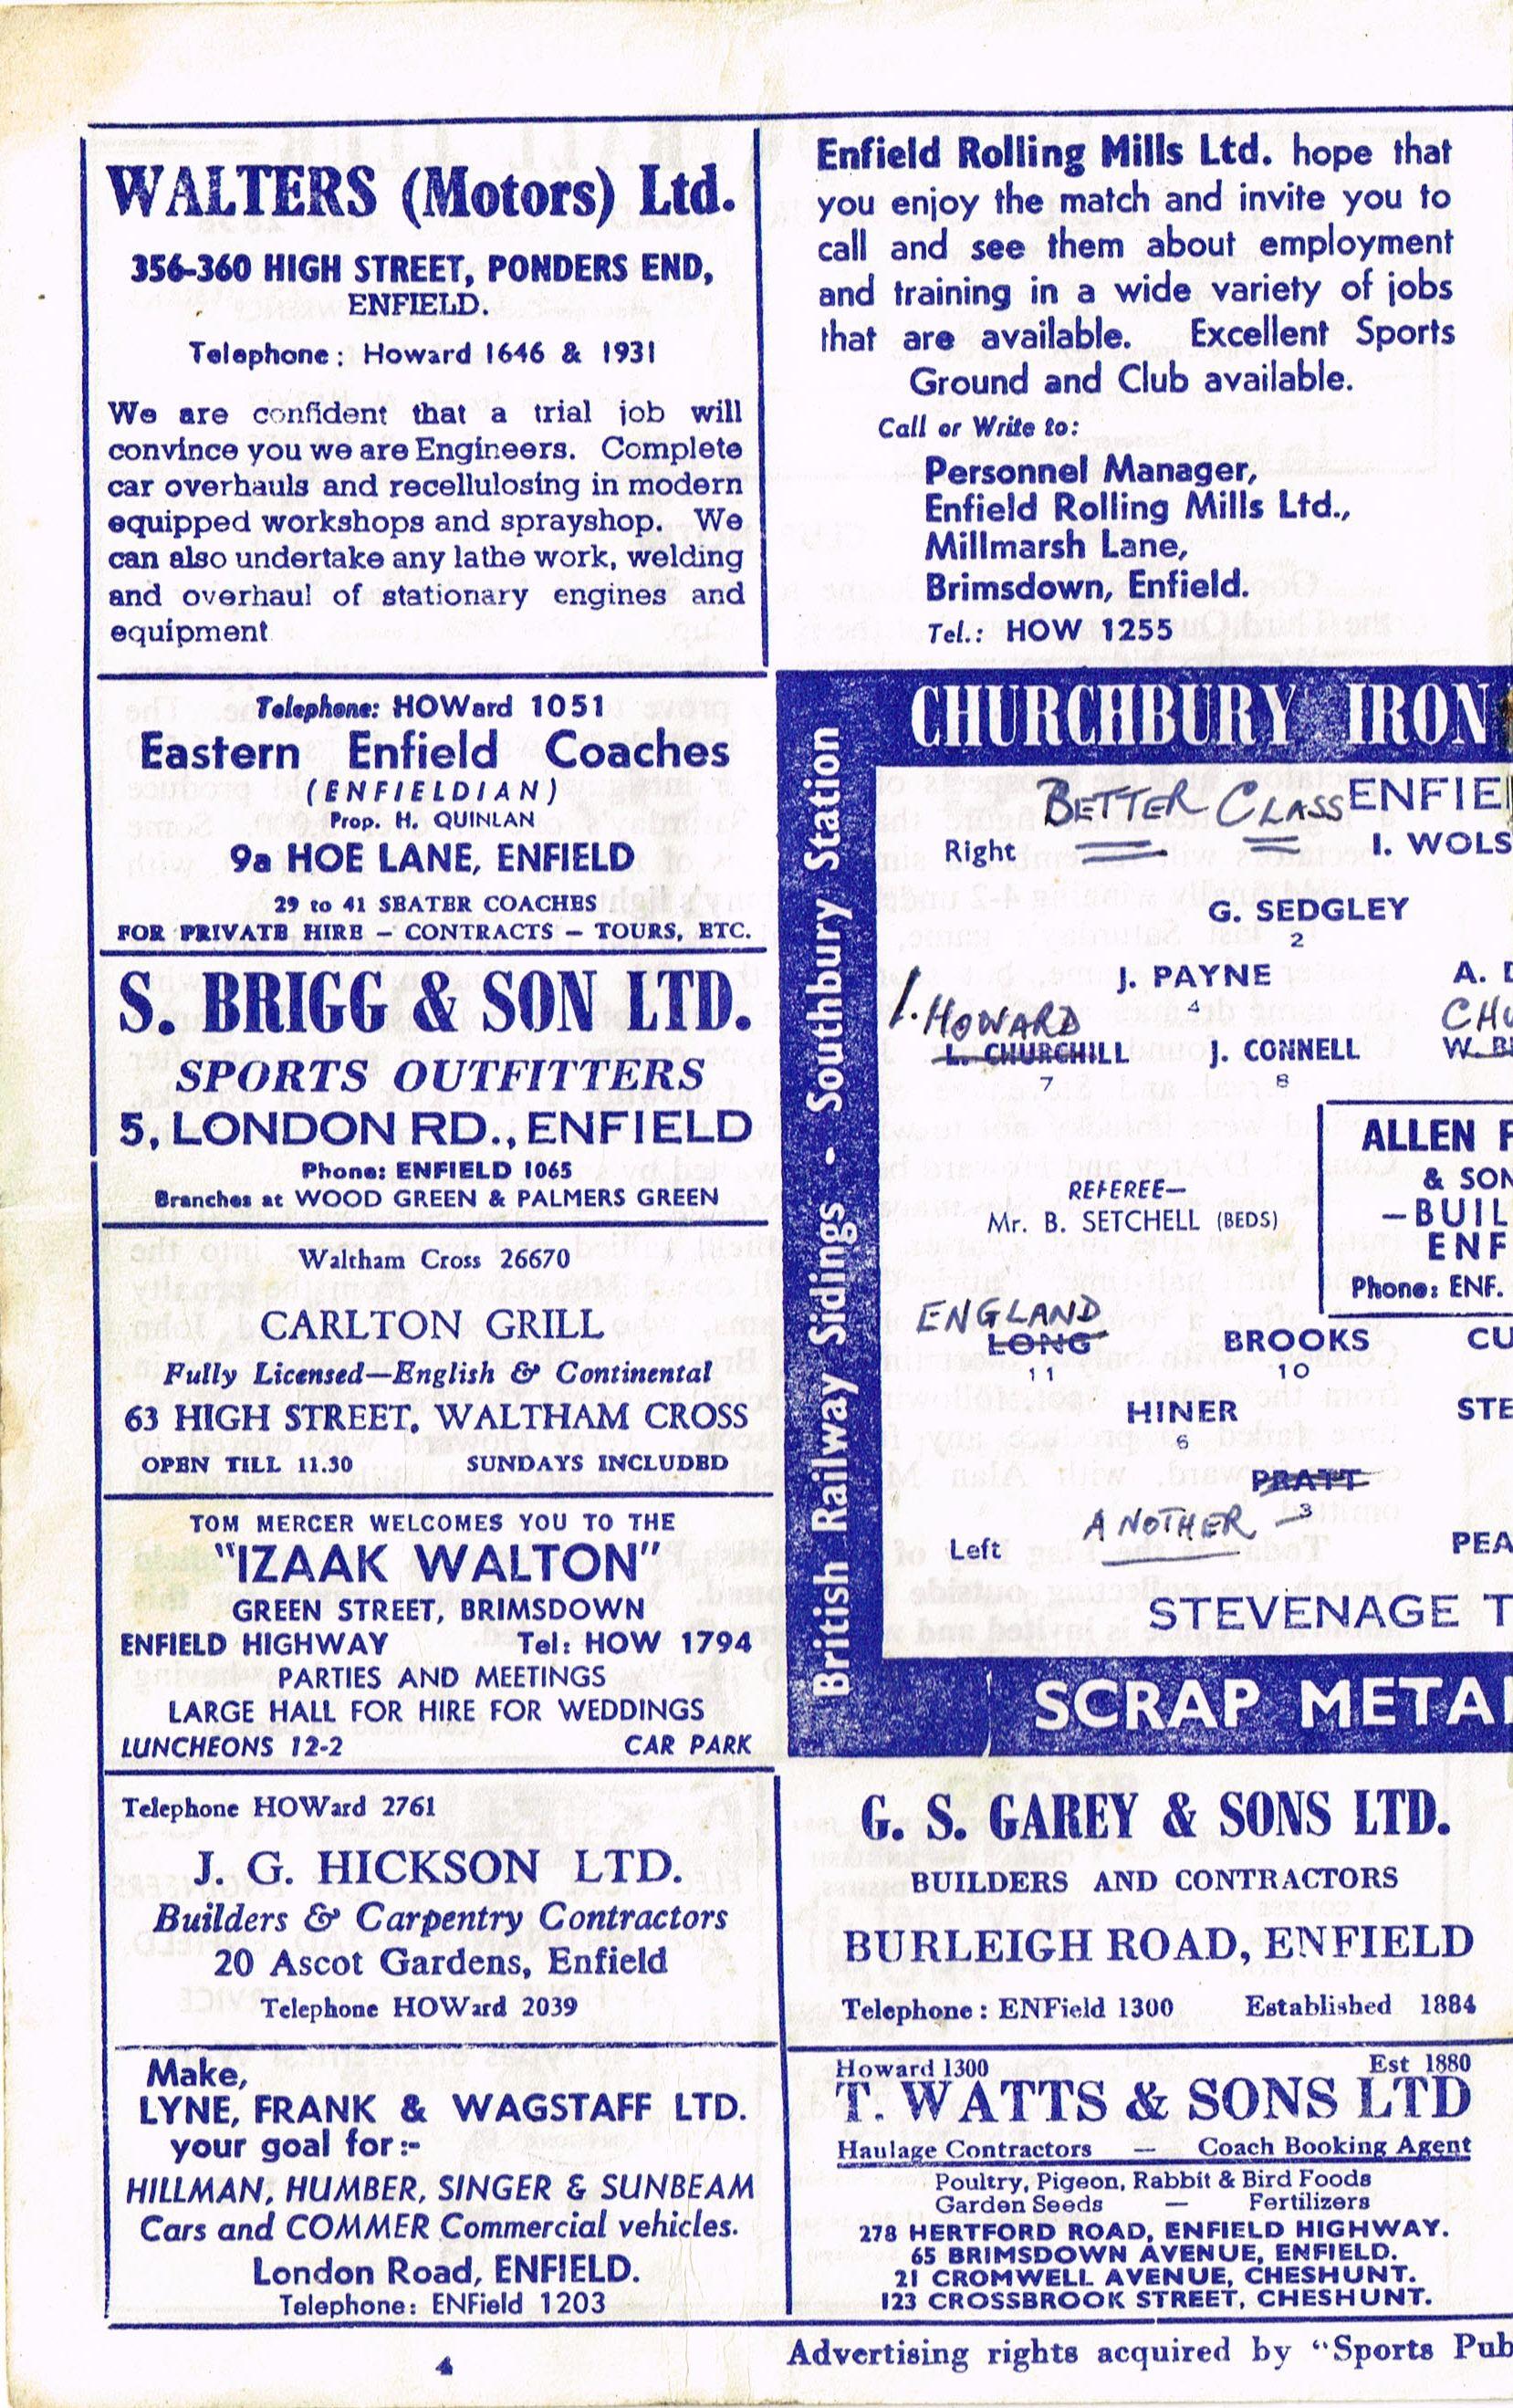 WALTERS (Motors) Ltd.
356-360 HIGH STREET, PONDERS END,
ENFIELD.
Telephone: Howard 1646 & 1931
We are confident that a trial job will
convince you we are Engineers. Complete
car overhauls and recellulosing in modern
equipped workshops and sprayshop. We
can also undertake any lathe work, welding
and overhaul of stationary engines and
equipment
Telephone: HOWard 1051
Eastern Enfield Coaches
(ENFIELDIAN)
Prop. H. QUINLAN
9a HOE LANE, ENFIELD
29 to 41 SEATER COACHES
FOR PRIVATE HIRE — CONTRACTS — TOURS, ETC.
S. BRIGG & SON LTD.
SPORTS OUTFITTERS
5, LONDON RD., ENFIELD
Phone: ENFIELD 1065
Branches at WOOD GREEN & PALMERS GREEN
Waltham Cross 26670
CARLTON GRILL
Fully Licensed—English & Continental
63 HIGH STREET, WALTHAM CROSS
OPEN TILL 11.30 SUNDAYS INCLUDED
TOM MERCER WELCOMES YOU TO THE
"IZAAK WALTON"
GREEN STREET, BRIMSDOWN
ENFIELD HIGHWAY Tel: HOW 1794
PARTIES AND MEETINGS
LARGE HALL FOR HIRE FOR WEDDINGS
LUNCHEONS 12-2 CAR PARK
Telephone HOWard 2761
J. G. HICKSON LTD.
Builders & Carpentry Contractors
20 Ascot Gardens, Enfield
Telephone HOWard 2039
Make,
LYNE, FRANK & WAGSTAFF LTD.
your goal for:-
HILLMAN, HUMBER, SINGER & SUNBEAM
Cars and COMMER Commercial vehicles.
London Road, ENFIELD.
Telephone: ENField 1203
4
Enfield Rolling Mills Ltd. hope that
you enjoy the match and invite you to
call and see them about employment
and training in a wide variety of jobs
that are available. Excellent Sports
Ground and Club available.
Call or Write to:
Personnel Manager,
Enfield Rolling Mills Ltd.,
Millmarsh Lane,
Brimsdown, Enfield.
Tel.: HOW 1255
CHURCHBURY IRON
British Railway Sidings - Southbury Station
BETTER CLASS ENFIE
Right I. WOLS
G. SEDGLEY
2
J. PAYNE A. D
4
1. HOWARD CHU
L. CHURCHILL J. CONNELL W. B
7 8
ALLEN F
& SON
—BUIL
ENF
Phone: ENF.
REFEREE—
Mr. B. SETCHELL (BEDS)
ENGLAND
LONG BROOKS CU
11 10
HINER STE
6
PRATT
ANOTHER 3
Left PEA
STEVENAGE T
SCRAP META
G. S. GAREY & SONS LTD.
BUILDERS AND CONTRACTORS
BURLEIGH ROAD, ENFIELD
Telephone: ENField 1300 Established 1884
Howard 1300 Est 1880
T. WATTS & SONS LTD
Haulage Contractors — Coach Booking Agent
Poultry, Pigeon, Rabbit & Bird Foods
Garden Seeds — Fertilizers
278 HERTFORD ROAD, ENFIELD HIGHWAY.
65 BRIMSDOWN AVENUE, ENFIELD.
21 CROMWELL AVENUE, CHESHUNT.
123 CROSSBROOK STREET, CHESHUNT.
Advertising rights acquired by "Sports Pub